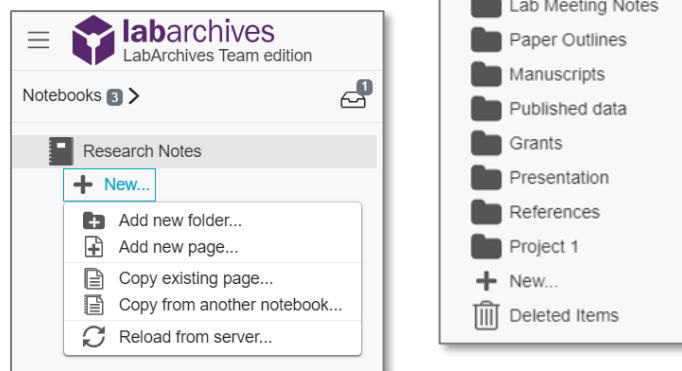 labarchives
LabArchives Team edition
Notebooks 3
1
Research Notes
New...
Add new folder...
Add new page...
Copy existing page...
Copy from another notebook...
Reload from server...
Lab Meeting Notes
Paper Outlines
Manuscripts
Published data
Grants
Presentation
References
Project 1
New...
Deleted Items